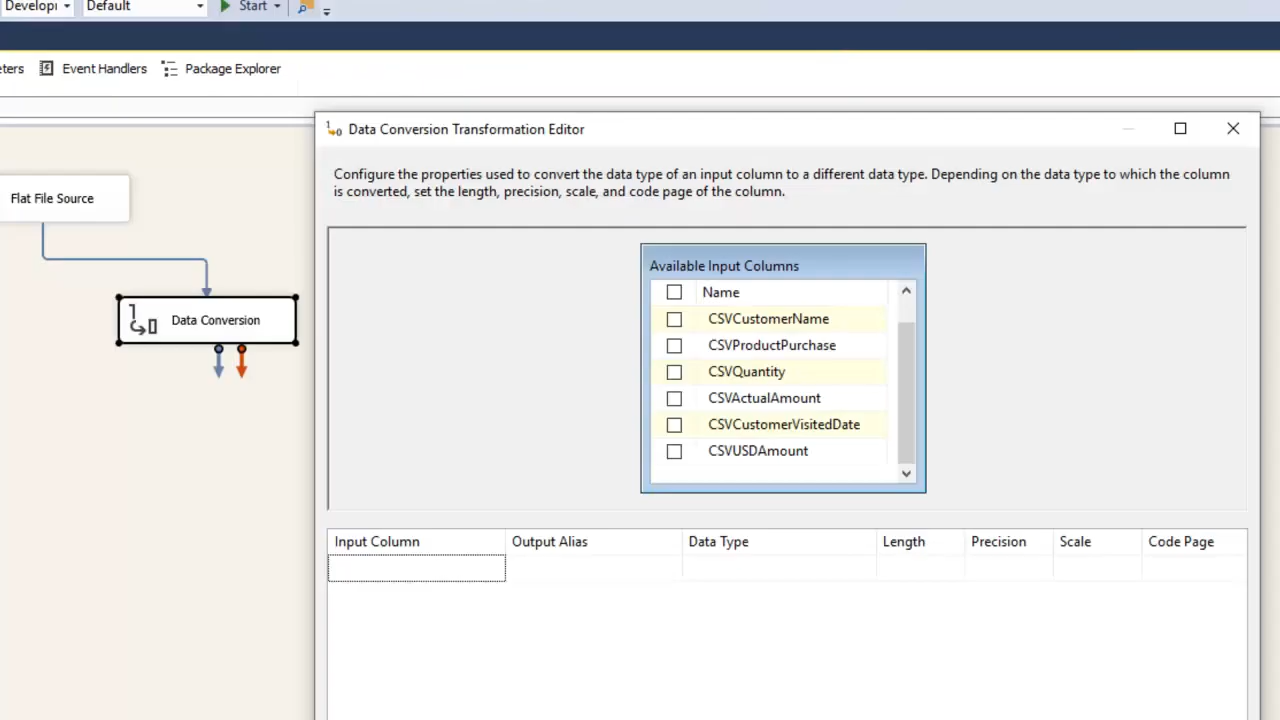 Develop Default Start
eters Event Handlers Package Explorer
Data Conversion Transformation Editor
Configure the properties used to convert the data type of an input column to a different data type. Depending on the data type to which the column
is converted, set the length, precision, scale, and code page of the column.
Flat File Source
Data Conversion
Available Input Columns
Name
CSVCustomerName
CSVProductPurchase
CSVQuantity
CSVActualAmount
CSVCustomerVisitedDate
CSVUSDAmount
Input Column Output Alias Data Type Length Precision Scale Code Page